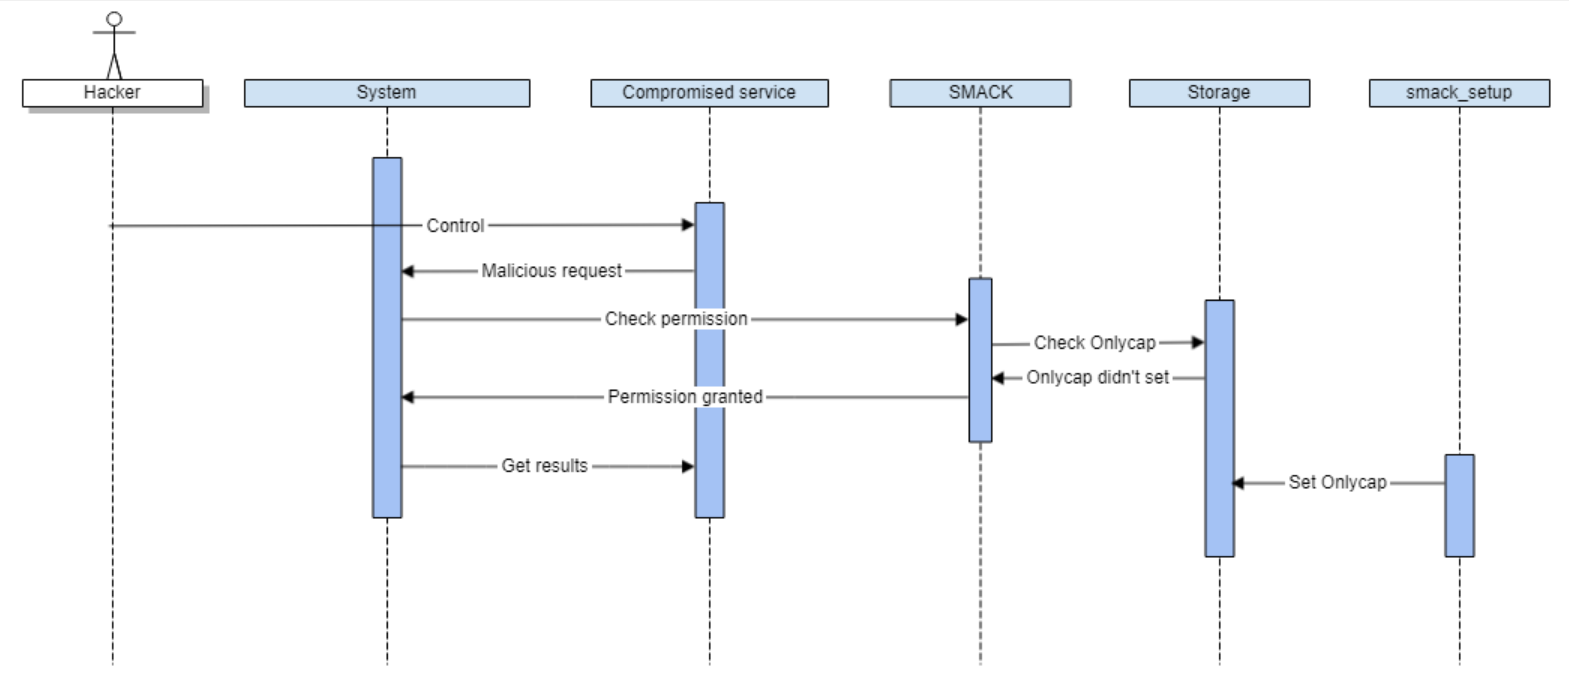 Hacker
System
Compromised service
SMACK
Storage
smack_setup
Control
Malicious request
Check permission
Check Onlycap
Onlycap didn't set
Permission granted
Get results
Set Onlycap